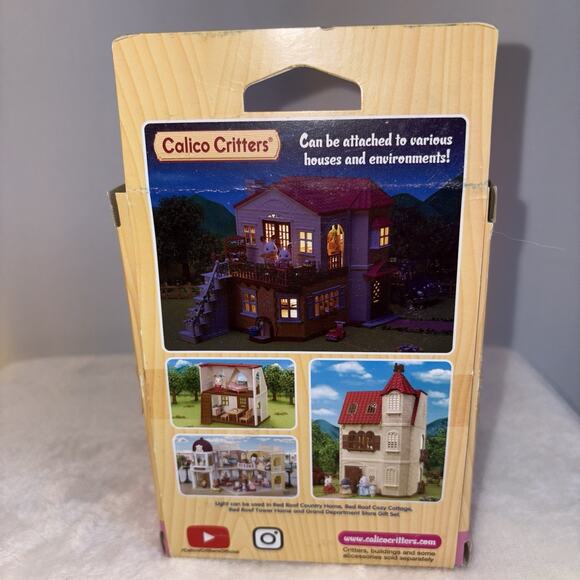 Calico Critters®
Can be attached to various
houses and environments!
Light can be used in Red Roof Country Home, Red Roof Cozy Cottage,
Red Roof Tower Home and Grand Department Store Gift Set.
/CalicoCrittersOfficial
www.calicocritters.com
Critters, buildings and some
accessories sold separately